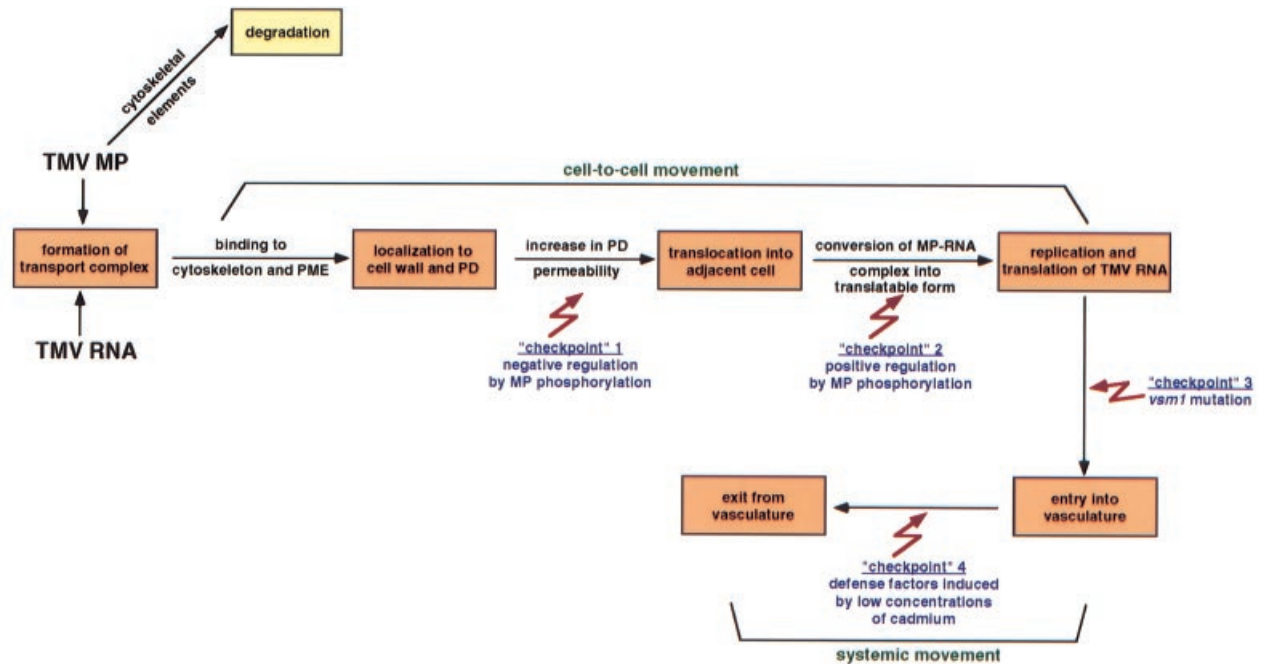 degradation
cytoskeletal
elements
TMV MP
cell-to-cell movement
formation of
transport complex
binding to
cytoskeleton and PME
localization to
cell wall and PD
increase in PD
permeability
translocation into
adjacent cell
conversion of MP-RNA
complex into
translatable form
replication and
translation of TMV RNA
TMV RNA
"checkpoint" 1
negative regulation
by MP phosphorylation
"checkpoint" 2
positive regulation
by MP phosphorylation
"checkpoint" 3
vsm1 mutation
exit from
vasculature
entry into
vasculature
"checkpoint" 4
defense factors induced
by low concentrations
of cadmium
systemic movement